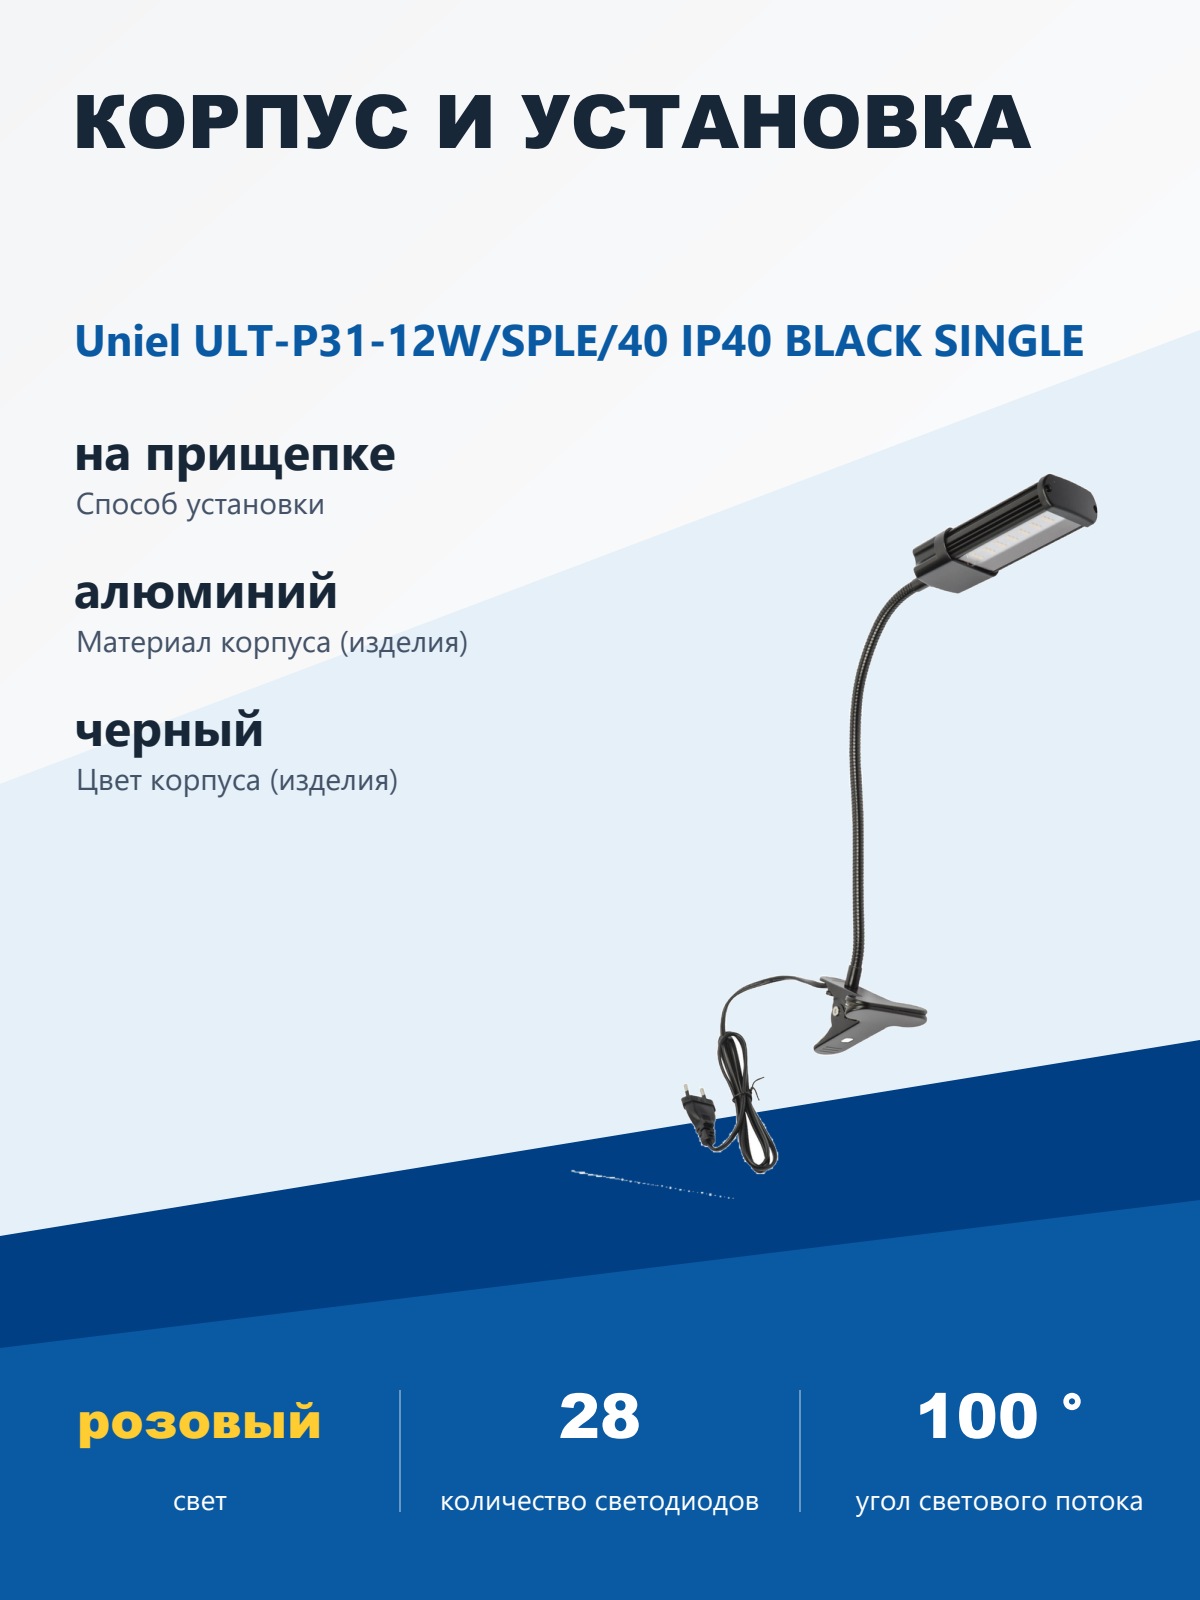 КОРПУС И УСТАНОВКА
Uniel ULT-P31-12W/SPLE/40 IP40 BLACK SINGLE
на прищепке
Способ установки
алюминий
Материал корпуса (изделия)
черный
Цвет корпуса (изделия)
розовый
свет
28
количество светодиодов
100 °
угол светового потока